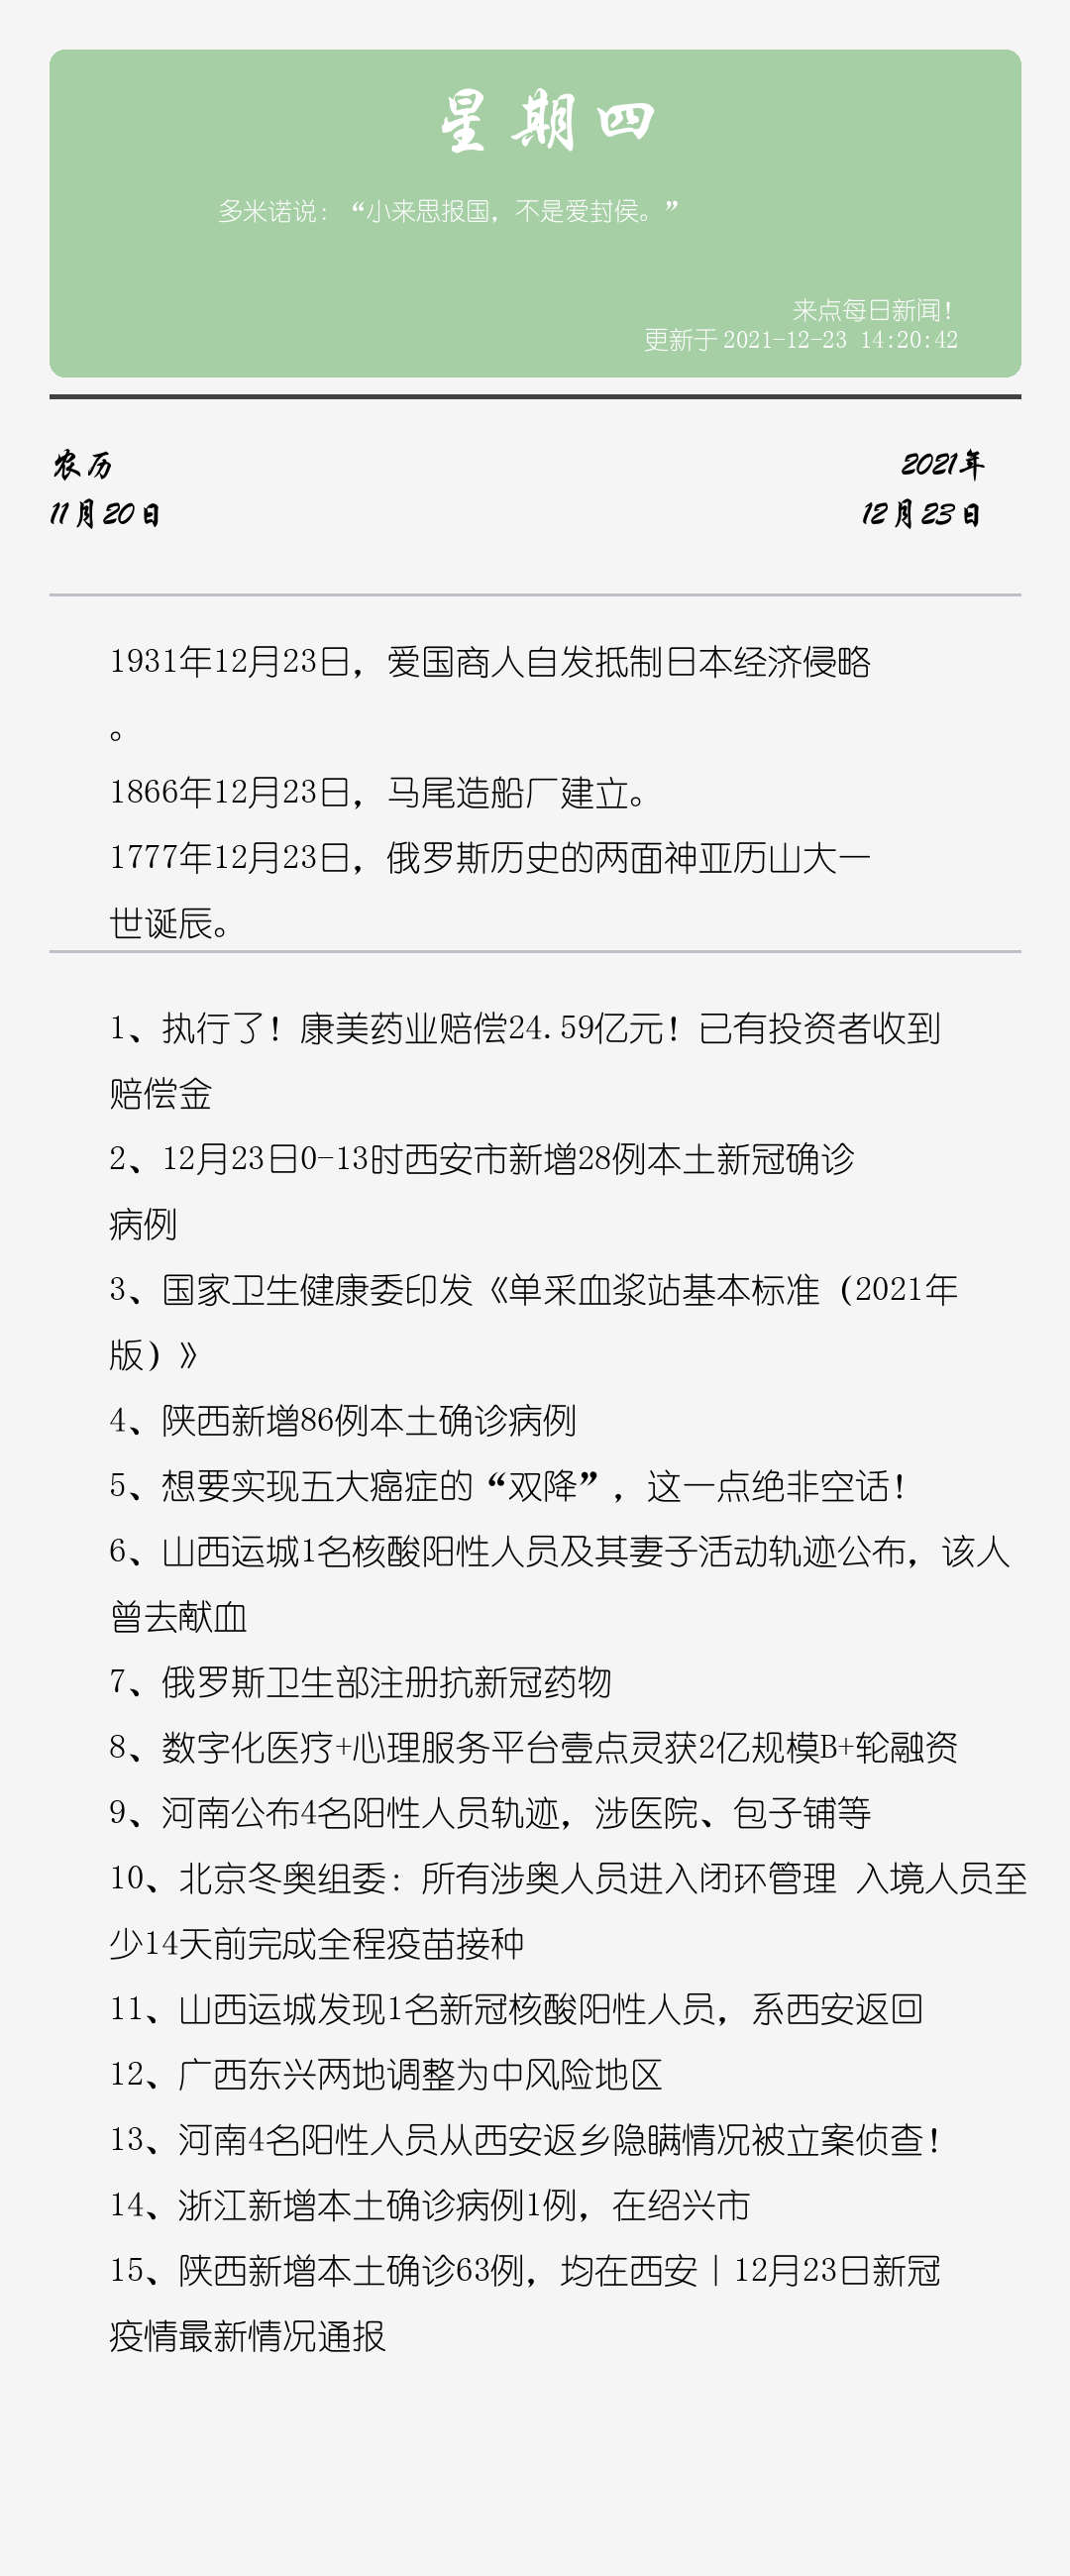 星期四
多米诺说：“小来思报国，不是爱封侯。”
来点每日新闻！
更新于 2021-12-23 14:20:42
农历
2021年
11月20日
12月23日
1931年12月23日，爱国商人自发抵制日本经济侵略
。
1866年12月23日，马尾造船厂建立。
1777年12月23日，俄罗斯历史的两面神亚历山大一
世诞辰。
1、执行了！康美药业赔偿24.59亿元！已有投资者收到
赔偿金
2、12月23日0-13时西安市新增28例本土新冠确诊
病例
3、国家卫生健康委印发《单采血浆站基本标准（2021年
版）》
4、陕西新增86例本土确诊病例
5、想要实现五大癌症的“双降”，这一点绝非空话！
6、山西运城1名核酸阳性人员及其妻子活动轨迹公布，该人
曾去献血
7、俄罗斯卫生部注册抗新冠药物
8、数字化医疗+心理服务平台壹点灵获2亿规模B+轮融资
9、河南公布4名阳性人员轨迹，涉医院、包子铺等
10、北京冬奥组委：所有涉奥人员进入闭环管理 入境人员至
少14天前完成全程疫苗接种
11、山西运城发现1名新冠核酸阳性人员，系西安返回
12、广西东兴两地调整为中风险地区
13、河南4名阳性人员从西安返乡隐瞒情况被立案侦查！
14、浙江新增本土确诊病例1例，在绍兴市
15、陕西新增本土确诊63例，均在西安｜12月23日新冠
疫情最新情况通报